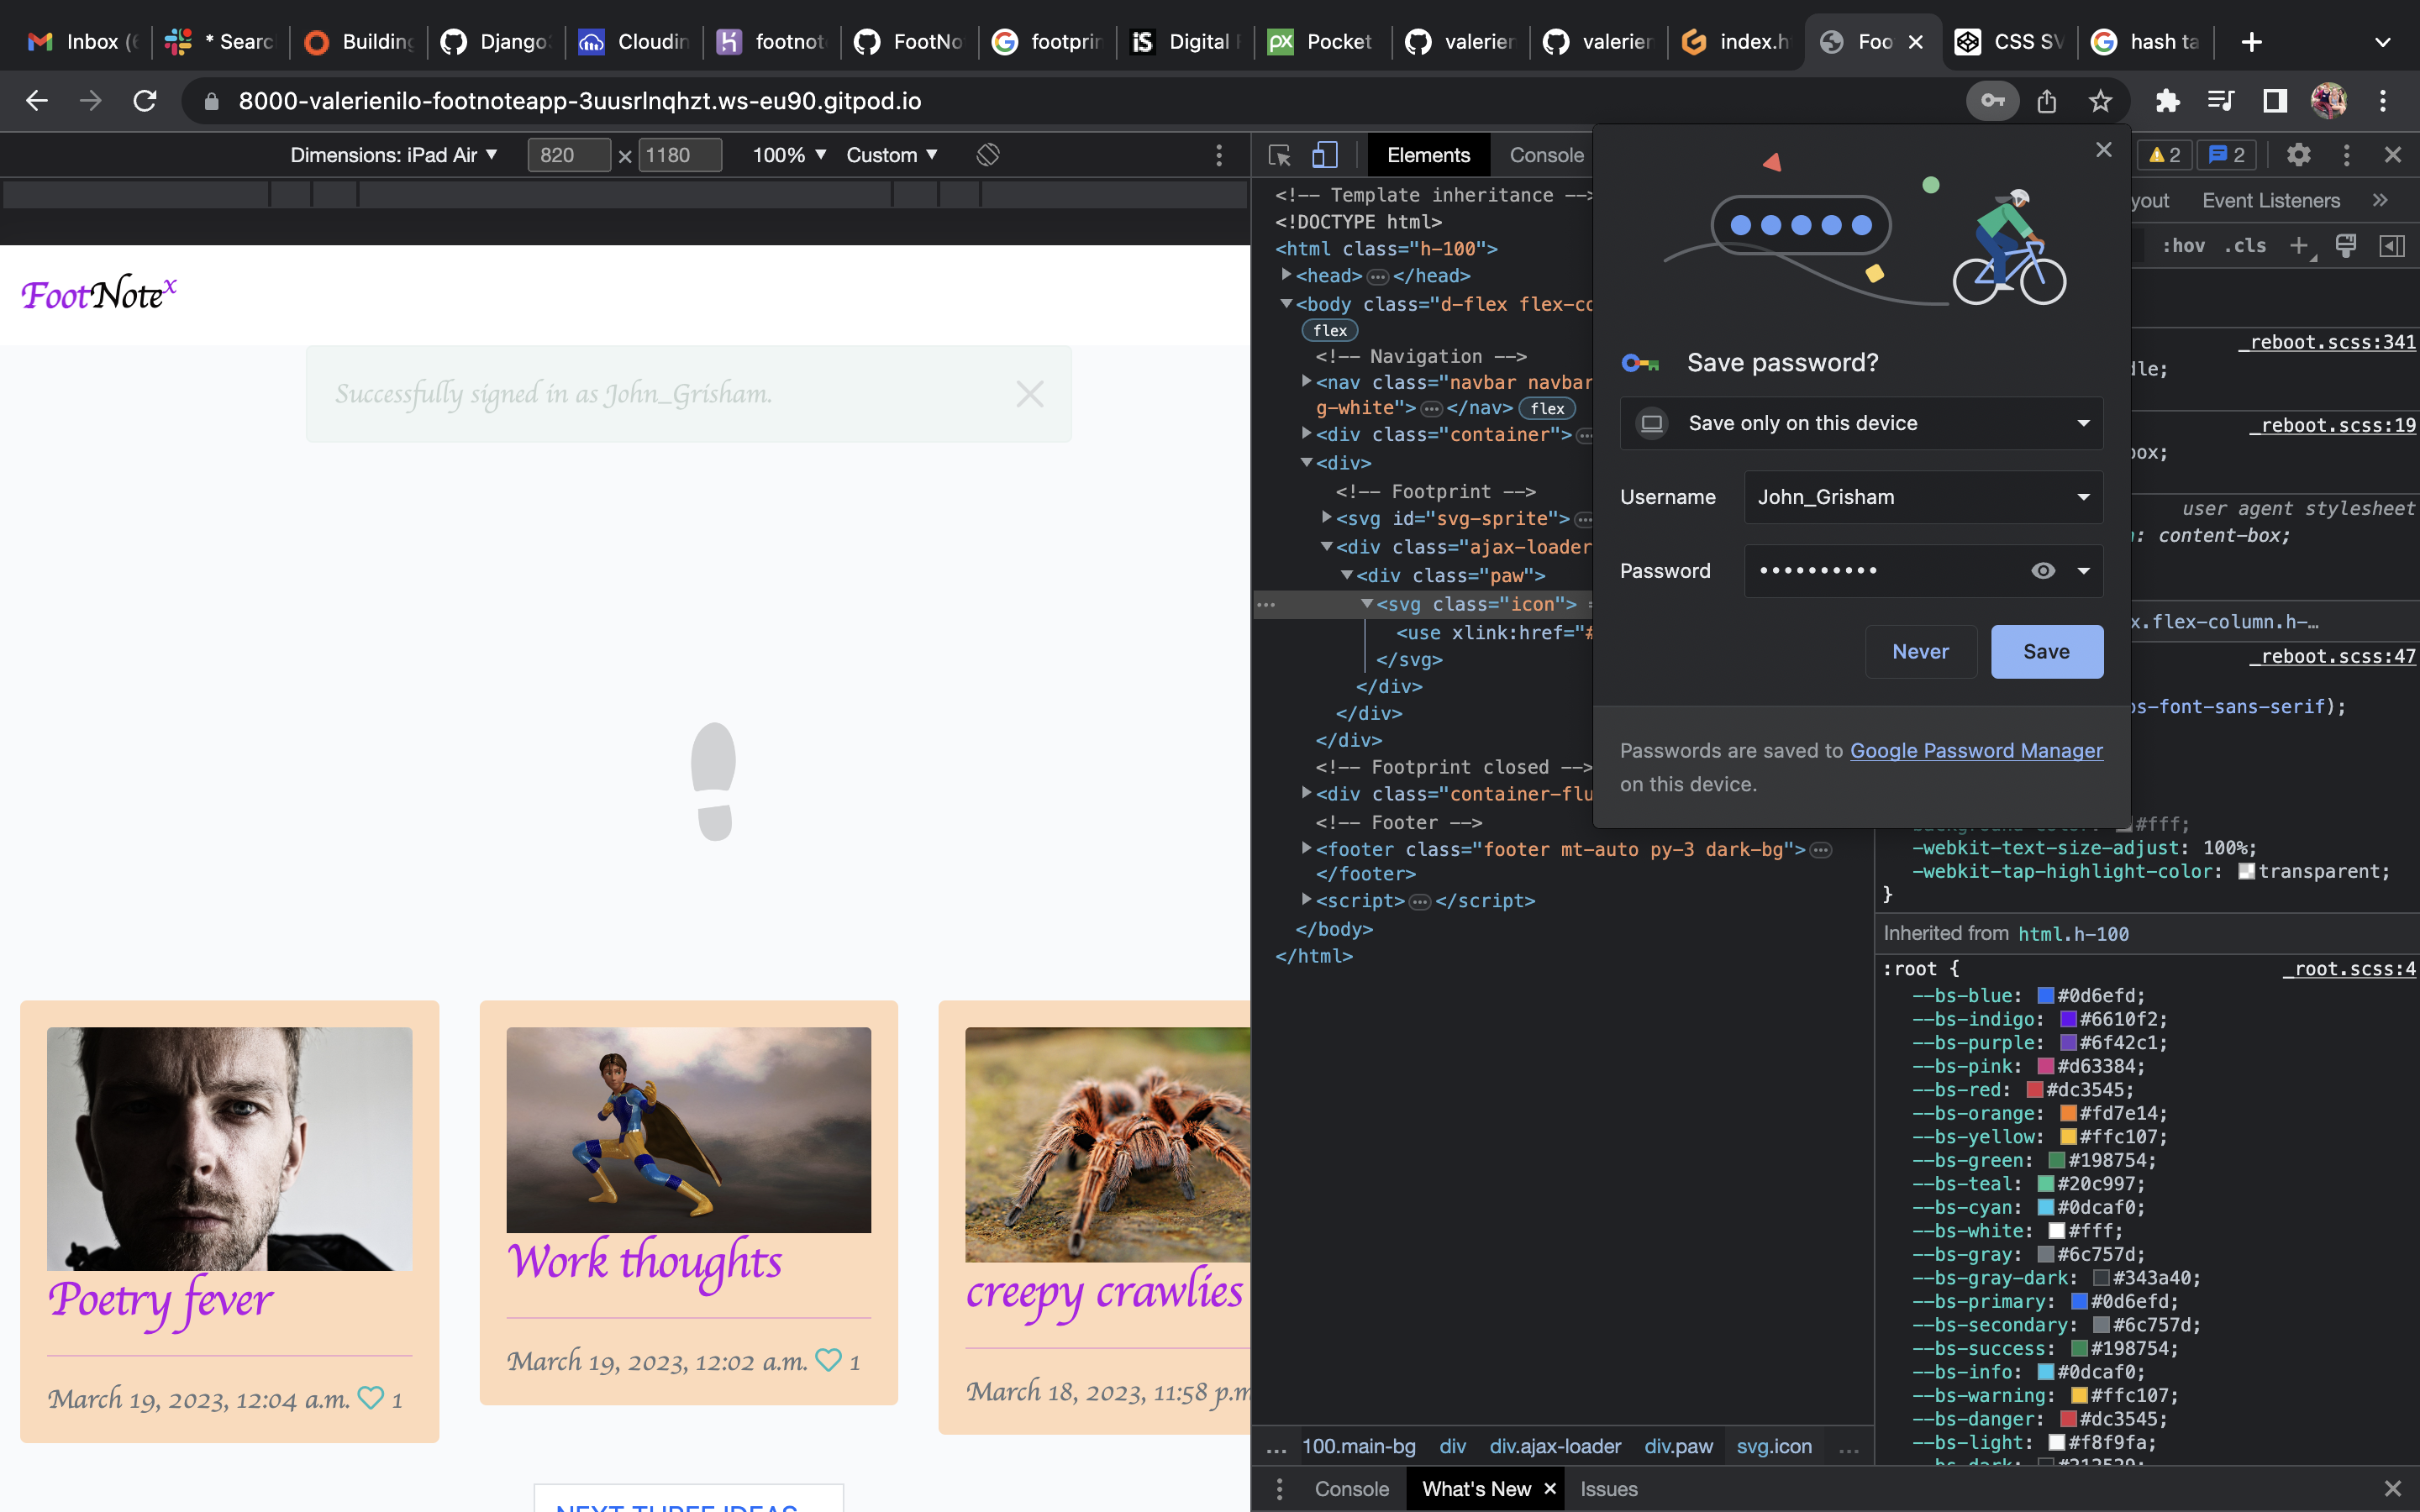 Inbox (6
* Searc
Building
Django
Cloudin
footnot
FootNo
footprin
Digital
Pocket
valerien
valerien
index.h
Foo
CSS SV
hash ta
8000-valerienilo-footnoteapp-3uusrlnqhzt.ws-eu90.gitpod.io
Dimensions: iPad Air ▼ 820 × 1180 100% ▼ Custom ▼
FootNotex
Successfully signed in as John_Grisham.
Poetry fever
March 19, 2023, 12:04 a.m. 1
Work thoughts
March 19, 2023, 12:02 a.m. 1
creepy crawlies
March 18, 2023, 11:58 p.m
NEXT THREE IDEAS
Elements Console
2 2
<!-- Template inheritance -->
<!DOCTYPE html>
<html class="h-100">
<head>…</head>
<body class="d-flex flex-co
flex
<!-- Navigation -->
<nav class="navbar navbar
g-white">…</nav> flex
<div class="container">…
<div>
<!-- Footprint -->
<svg id="svg-sprite">…
<div class="ajax-loader
<div class="paw">
<svg class="icon"> =
<use xlink:href="#
</svg>
</div>
</div>
</div>
<!-- Footprint closed -->
<div class="container-flu
<!-- Footer -->
<footer class="footer mt-auto py-3 dark-bg">…
</footer>
<script>…</script>
</body>
</html>
… 100.main-bg div div.ajax-loader div.paw svg.icon …
Console What's New × Issues
Save password?
Save only on this device
Username John_Grisham
Password ••••••••••
Never Save
Passwords are saved to Google Password Manager
on this device.
yout Event Listeners »
:hov .cls +
_reboot.scss:341
dle;
_reboot.scss:19
box;
user agent stylesheet
: content-box;
x.flex-column.h-…
_reboot.scss:47
bs-font-sans-serif);
background-color: #fff;
-webkit-text-size-adjust: 100%;
-webkit-tap-highlight-color: transparent;
}
Inherited from html.h-100
:root { _root.scss:4
--bs-blue: #0d6efd;
--bs-indigo: #6610f2;
--bs-purple: #6f42c1;
--bs-pink: #d63384;
--bs-red: #dc3545;
--bs-orange: #fd7e14;
--bs-yellow: #ffc107;
--bs-green: #198754;
--bs-teal: #20c997;
--bs-cyan: #0dcaf0;
--bs-white: #fff;
--bs-gray: #6c757d;
--bs-gray-dark: #343a40;
--bs-primary: #0d6efd;
--bs-secondary: #6c757d;
--bs-success: #198754;
--bs-info: #0dcaf0;
--bs-warning: #ffc107;
--bs-danger: #dc3545;
--bs-light: #f8f9fa;
--bs-dark: #212529;